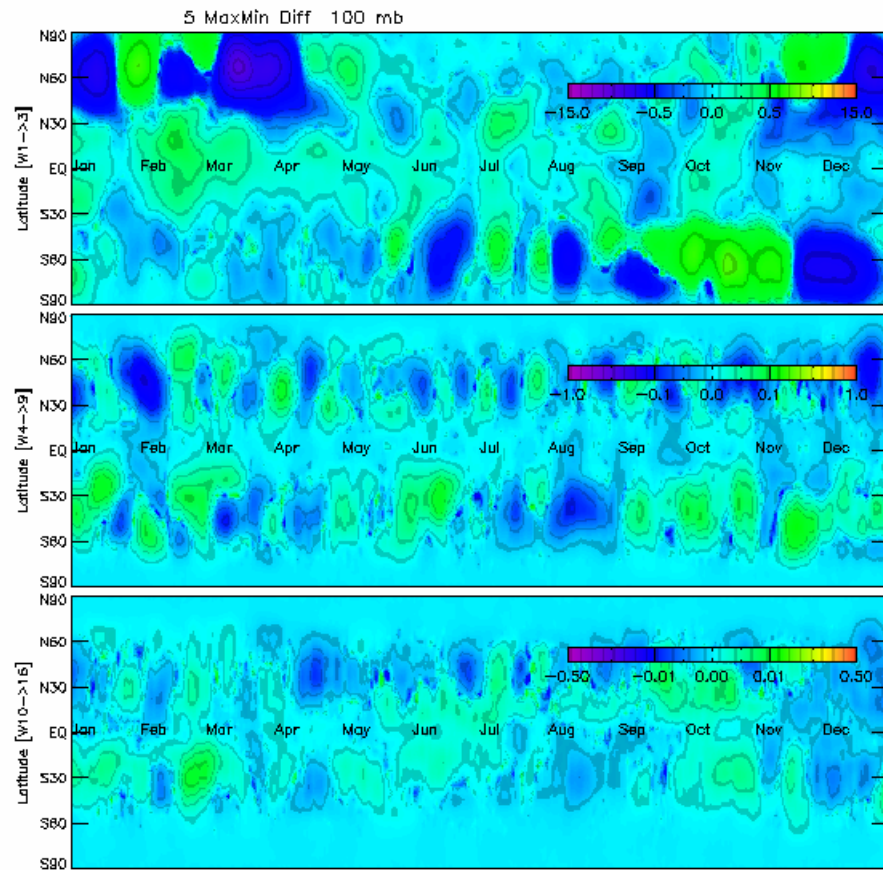 5 MaxMin Diff 100 mb
Latitude [W1->3]
N90
N60
N30
EQ
S30
S60
S90
Jan Feb Mar Apr May Jun Jul Aug Sep Oct Nov Dec
-15.0 -0.5 0.0 0.5 15.0
Latitude [W4->9]
N90
N60
N30
EQ
S30
S60
S90
Jan Feb Mar Apr May Jun Jul Aug Sep Oct Nov Dec
-1.0 -0.1 0.0 0.1 1.0
Latitude [W10->16]
N90
N60
N30
EQ
S30
S60
S90
Jan Feb Mar Apr May Jun Jul Aug Sep Oct Nov Dec
-0.50 -0.01 0.00 0.01 0.50